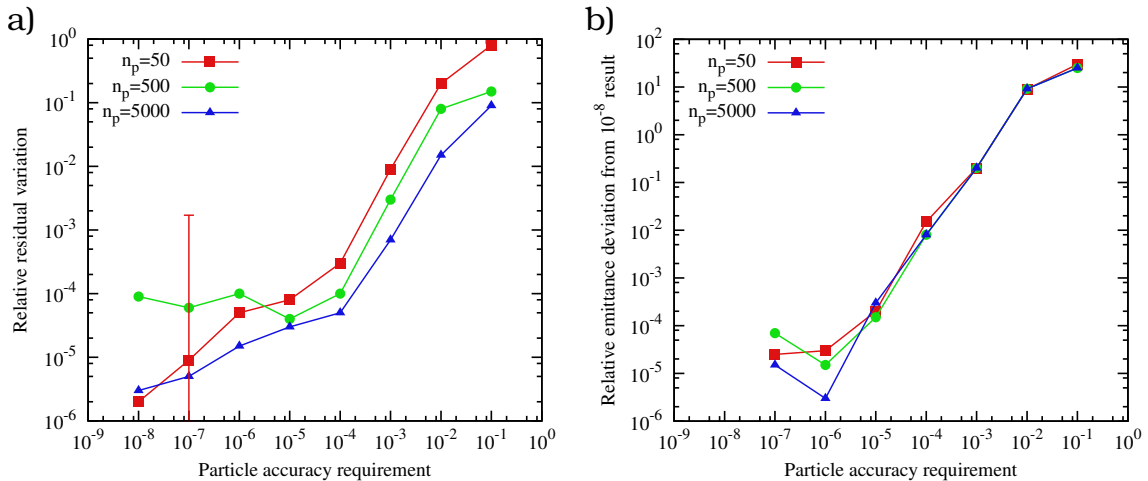 a)
n_p=50
n_p=500
n_p=5000
Relative residual variation
10^0
10^-1
10^-2
10^-3
10^-4
10^-5
10^-6
10^-9 10^-8 10^-7 10^-6 10^-5 10^-4 10^-3 10^-2 10^-1 10^0
Particle accuracy requirement
b)
n_p=50
n_p=500
n_p=5000
Relative emittance deviation from 10^-8 result
10^2
10^1
10^0
10^-1
10^-2
10^-3
10^-4
10^-5
10^-6
10^-9 10^-8 10^-7 10^-6 10^-5 10^-4 10^-3 10^-2 10^-1 10^0
Particle accuracy requirement